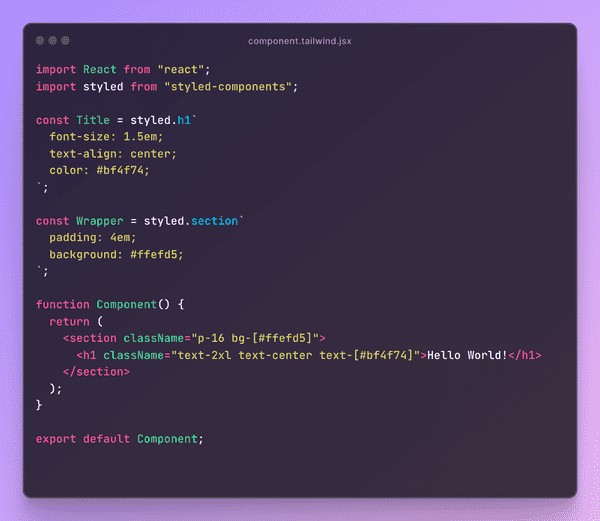 component.tailwind.jsx
import React from "react";
import styled from "styled-components";
const Title = styled.h1`
font-size: 1.5em;
text-align: center;
color: #bf4f74;
`;
const Wrapper = styled.section`
padding: 4em;
background: #ffefd5;
`;
function Component() {
return (
<section className="p-16 bg-[#ffefd5]">
<h1 className="text-2xl text-center text-[#bf4f74]">Hello World!</h1>
</section>
);
}
export default Component;